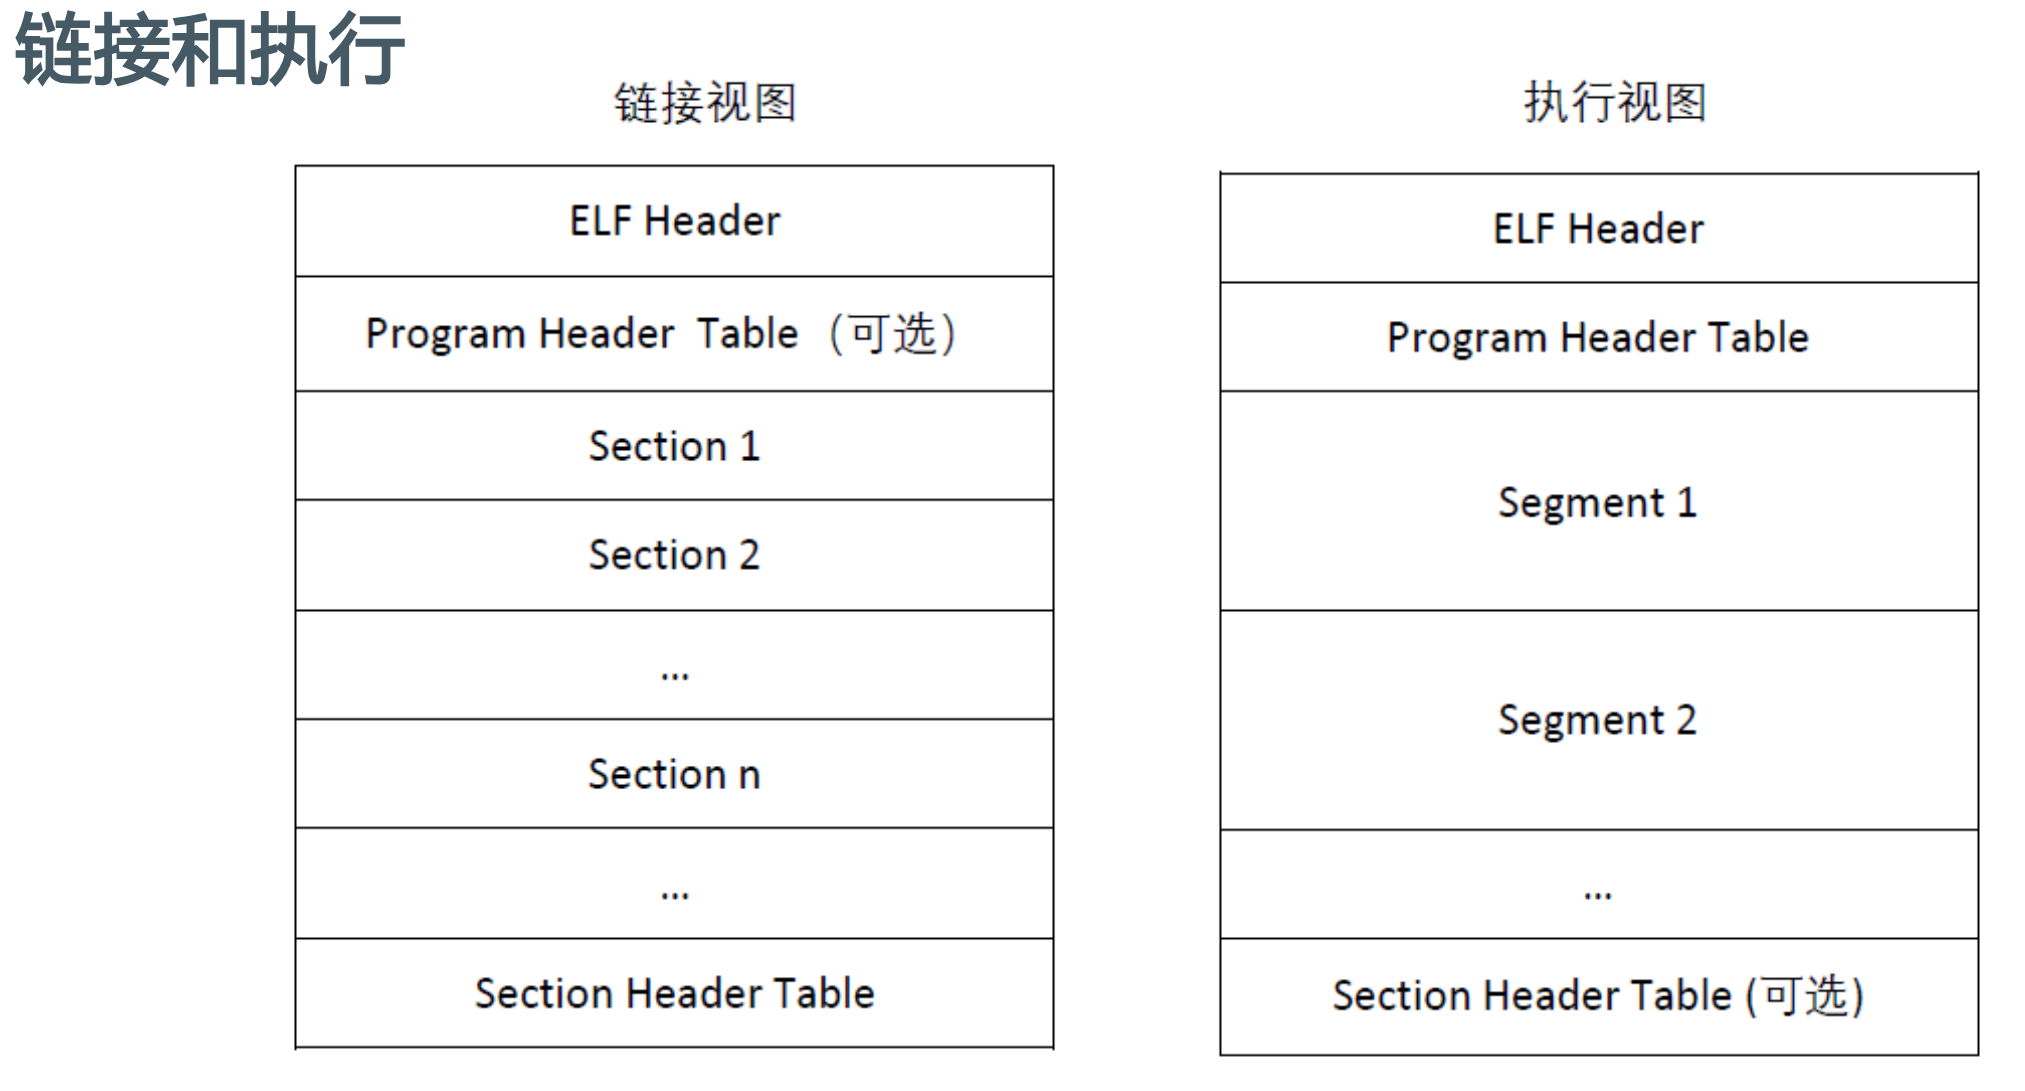 链接和执行
链接视图
ELF Header
Program Header Table（可选）
Section 1
Section 2
...
Section n
...
Section Header Table
执行视图
ELF Header
Program Header Table
Segment 1
Segment 2
...
Section Header Table (可选)